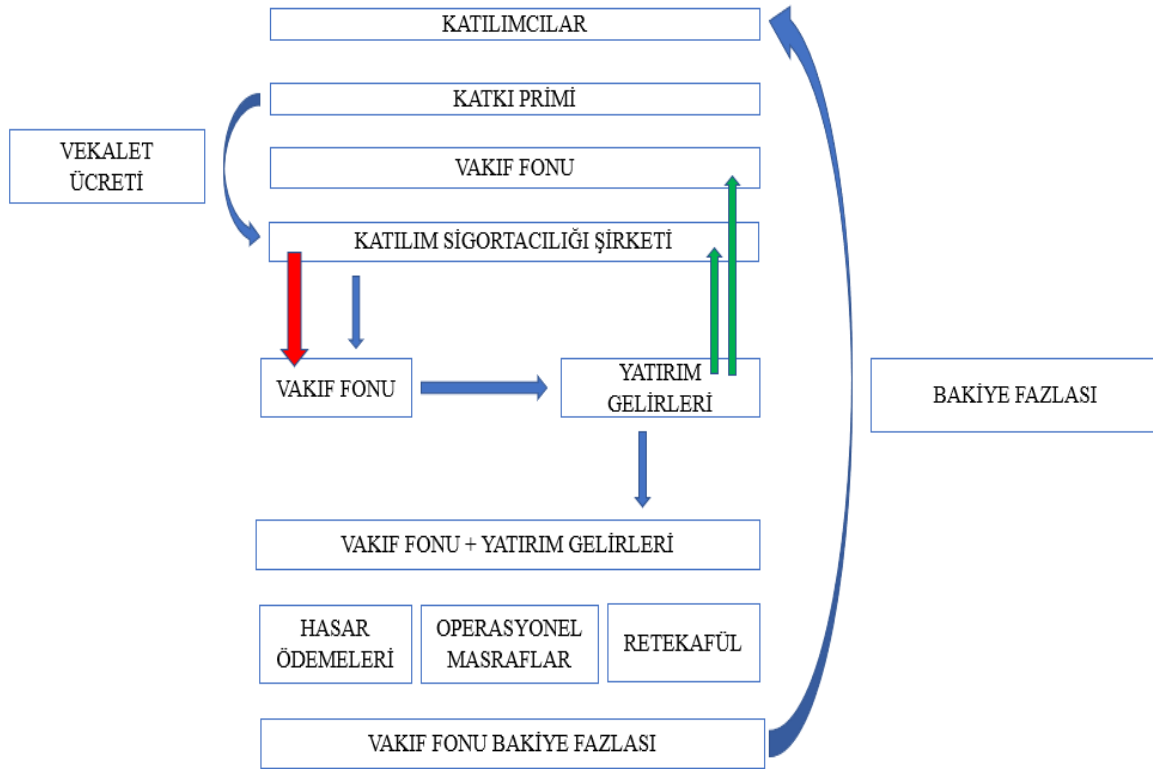 KATILIMCILAR
KATKI PRİMİ
VEKALET
ÜCRETİ
VAKIF FONU
KATILIM SİGORTACILIĞI ŞİRKETİ
VAKIF FONU
YATIRIM
GELİRLERİ
BAKİYE FAZLASI
VAKIF FONU + YATIRIM GELİRLERİ
HASAR
ÖDEMELERİ
OPERASYONEL
MASRAFLAR
RETEKAFÜL
VAKIF FONU BAKİYE FAZLASI